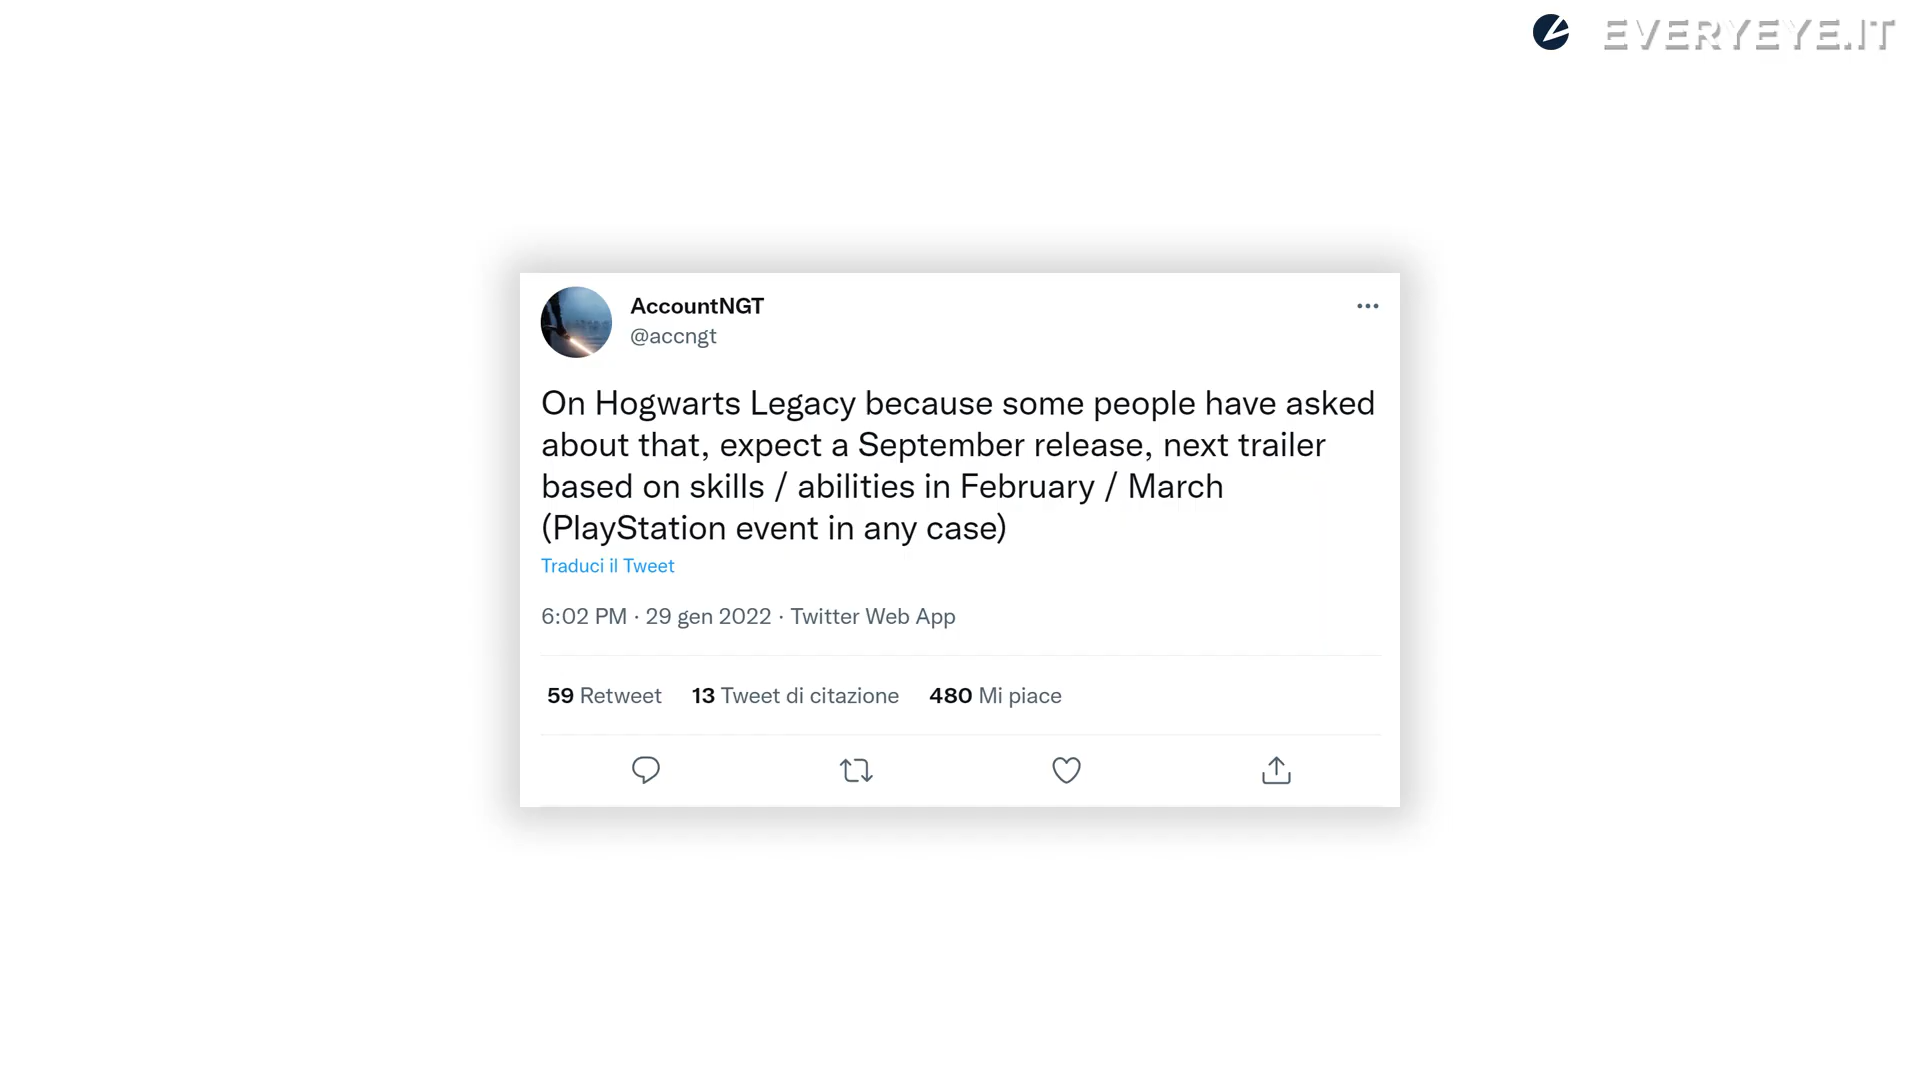 EVERYEYE.IT
AccountNGT
@accngt
On Hogwarts Legacy because some people have asked
about that, expect a September release, next trailer
based on skills / abilities in February / March
(PlayStation event in any case)
Traduci il Tweet
6:02 PM · 29 gen 2022 · Twitter Web App
59 Retweet 13 Tweet di citazione 480 Mi piace